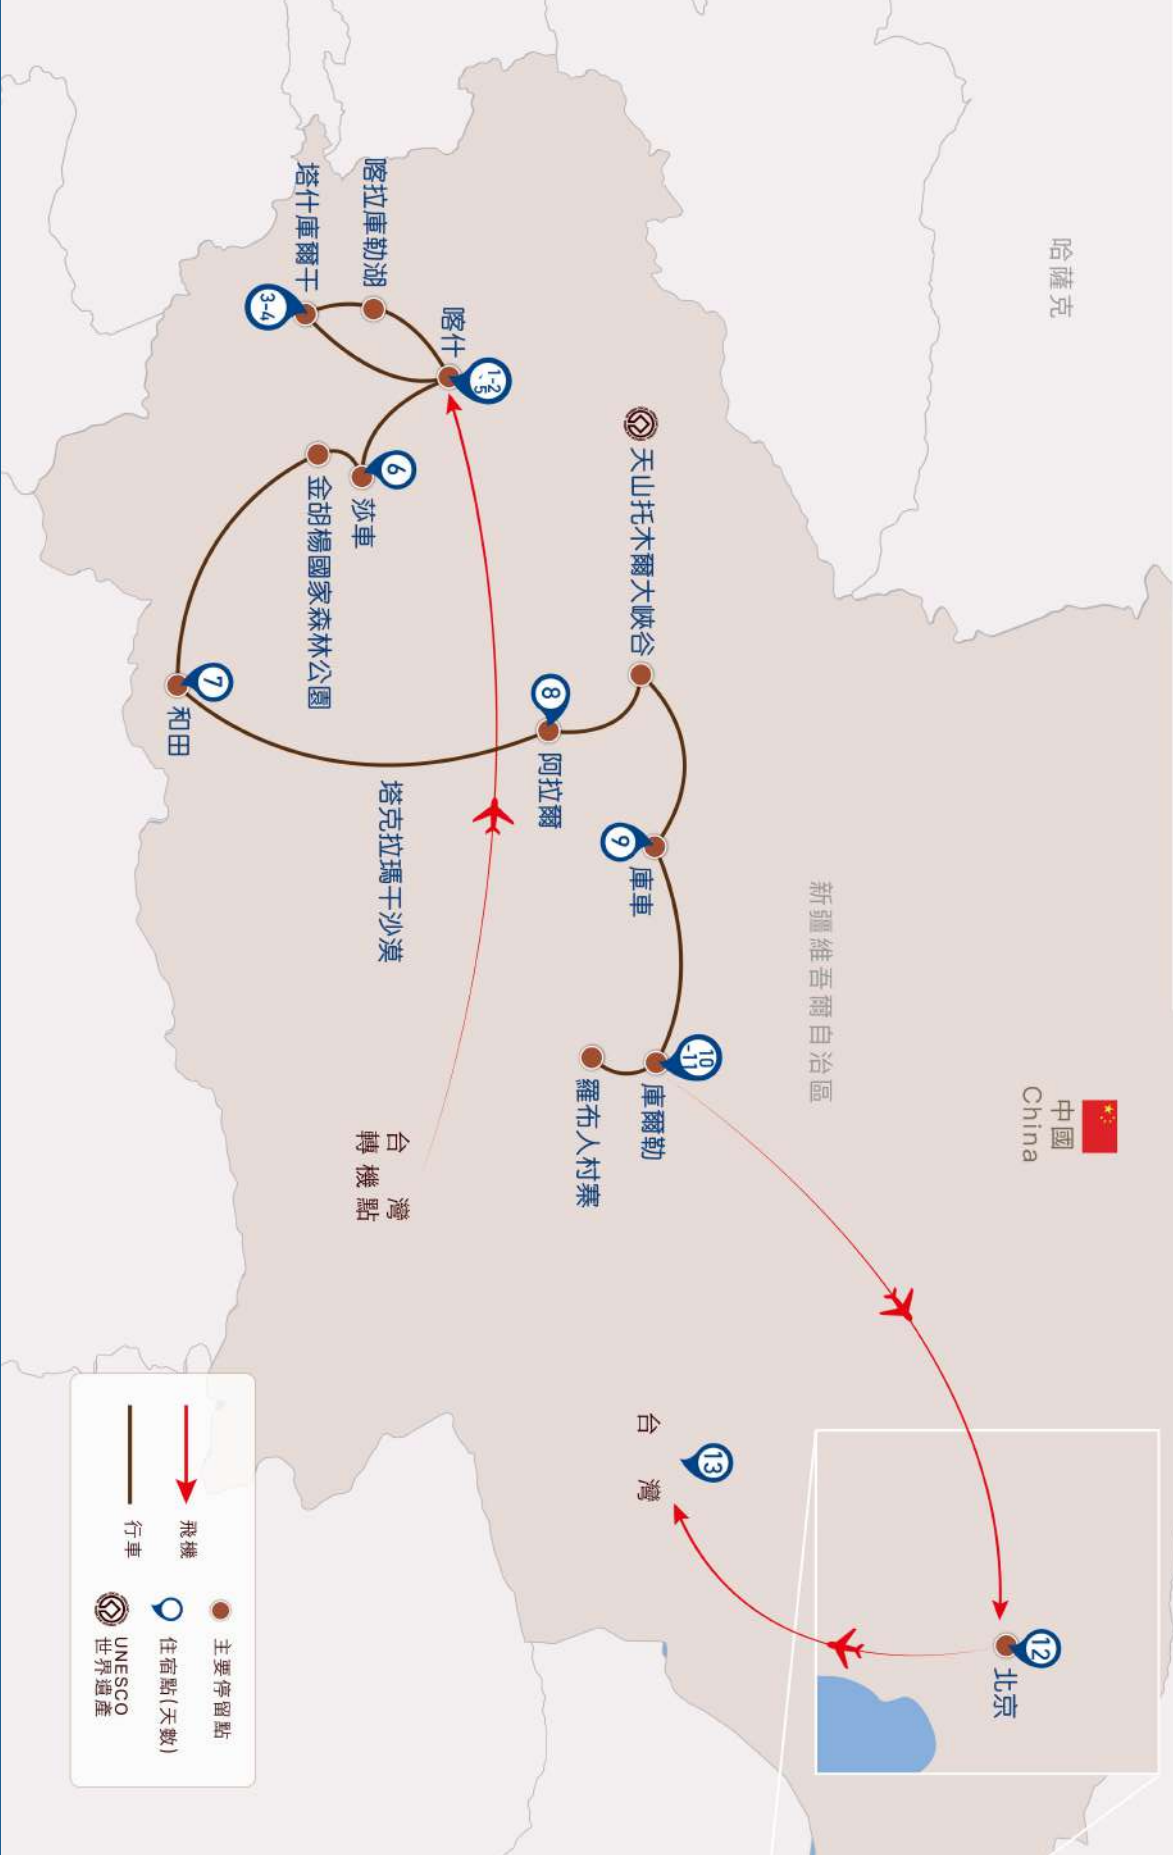 哈薩克
中國
China
新疆維吾爾自治區
天山托木爾大峽谷
喀什
1-2
、5
喀拉庫勒湖
塔什庫爾干
3-4
莎車
6
金胡楊國家森林公園
和田
7
阿拉爾
8
塔克拉瑪干沙漠
庫車
9
庫爾勒
10
-11
羅布人村寨
台灣
轉機點
北京
12
台灣
13
飛機
行車
主要停留點
住宿點(天數)
UNESCO
世界遺產